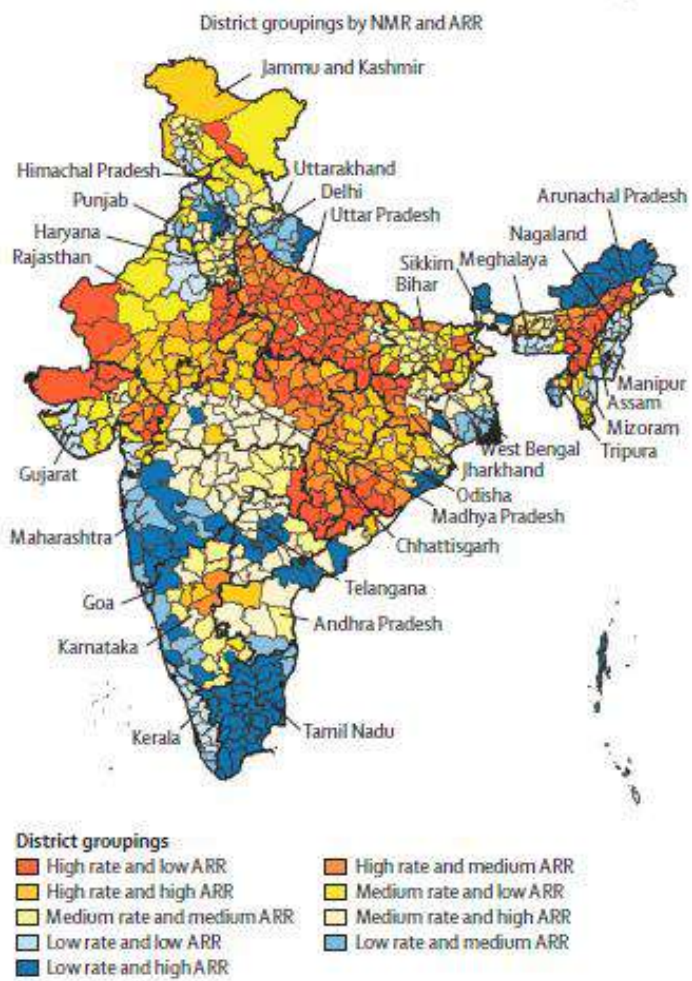 District groupings by NMR and ARR
Jammu and Kashmir
Himachal Pradesh
Uttarakhand
Punjab
Delhi
Arunachal Pradesh
Haryana
Uttar Pradesh
Nagaland
Rajasthan
Sikkim
Meghalaya
Bihar
Manipur
Assam
Mizoram
West Bengal
Tripura
Gujarat
Jharkhand
Odisha
Madhya Pradesh
Maharashtra
Chhattisgarh
Telangana
Goa
Andhra Pradesh
Karnataka
Kerala
Tamil Nadu
District groupings
High rate and low ARR
High rate and medium ARR
High rate and high ARR
Medium rate and low ARR
Medium rate and medium ARR
Medium rate and high ARR
Low rate and low ARR
Low rate and medium ARR
Low rate and high ARR